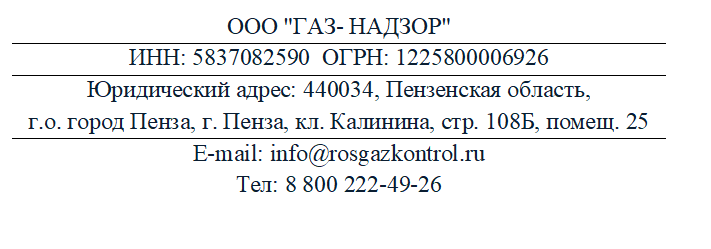 ООО "ГАЗ- НАДЗОР"
ИНН: 5837082590 ОГРН: 1225800006926
Юридический адрес: 440034, Пензенская область,
г.о. город Пенза, г. Пенза, кл. Калинина, стр. 108Б, помещ. 25
E-mail: info@rosgazkontrol.ru
Тел: 8 800 222-49-26